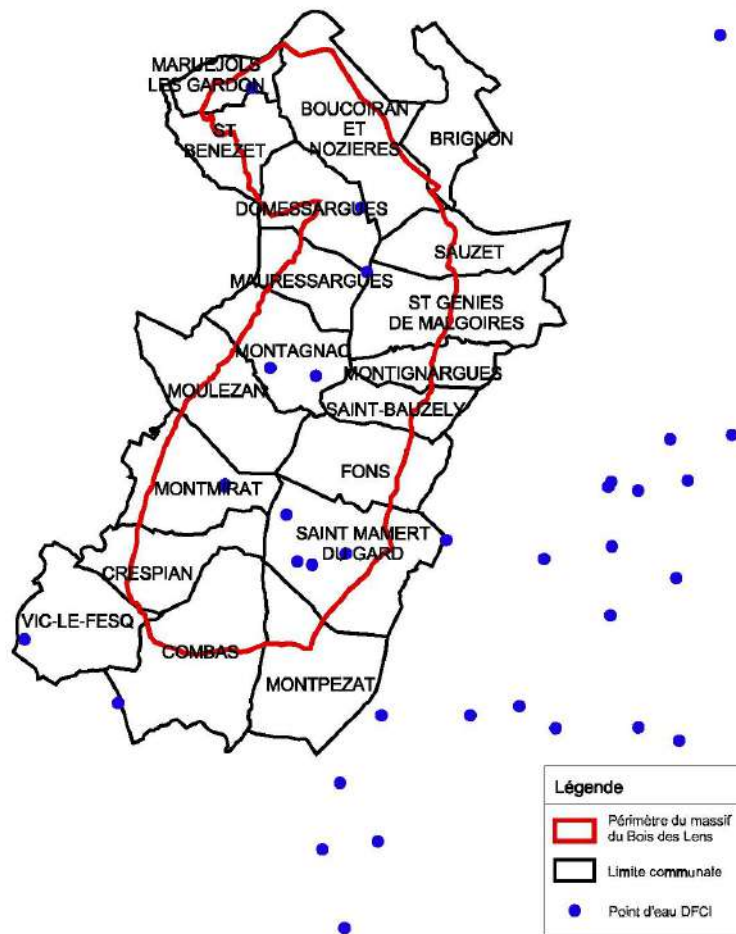 MARUEJOLS
LES GARDON
BOUCOIRAN
ET
NOZIERES
BRIGNON
ST
BENEZET
DOMESSARGUES
SAUZET
MAURESSARGUES
ST GENIES
DE MALGOIRES
MONTAGNAC
MONTIGNARGUES
MOULEZAN
SAINT-BAUZELY
FONS
MONTMIRAT
SAINT MAMERT
DU GARD
CRESPIAN
VIC-LE-FESQ
COMBAS
MONTPEZAT
Légende
Périmètre du massif
du Bois des Lens
Limite communale
Point d'eau DFCI